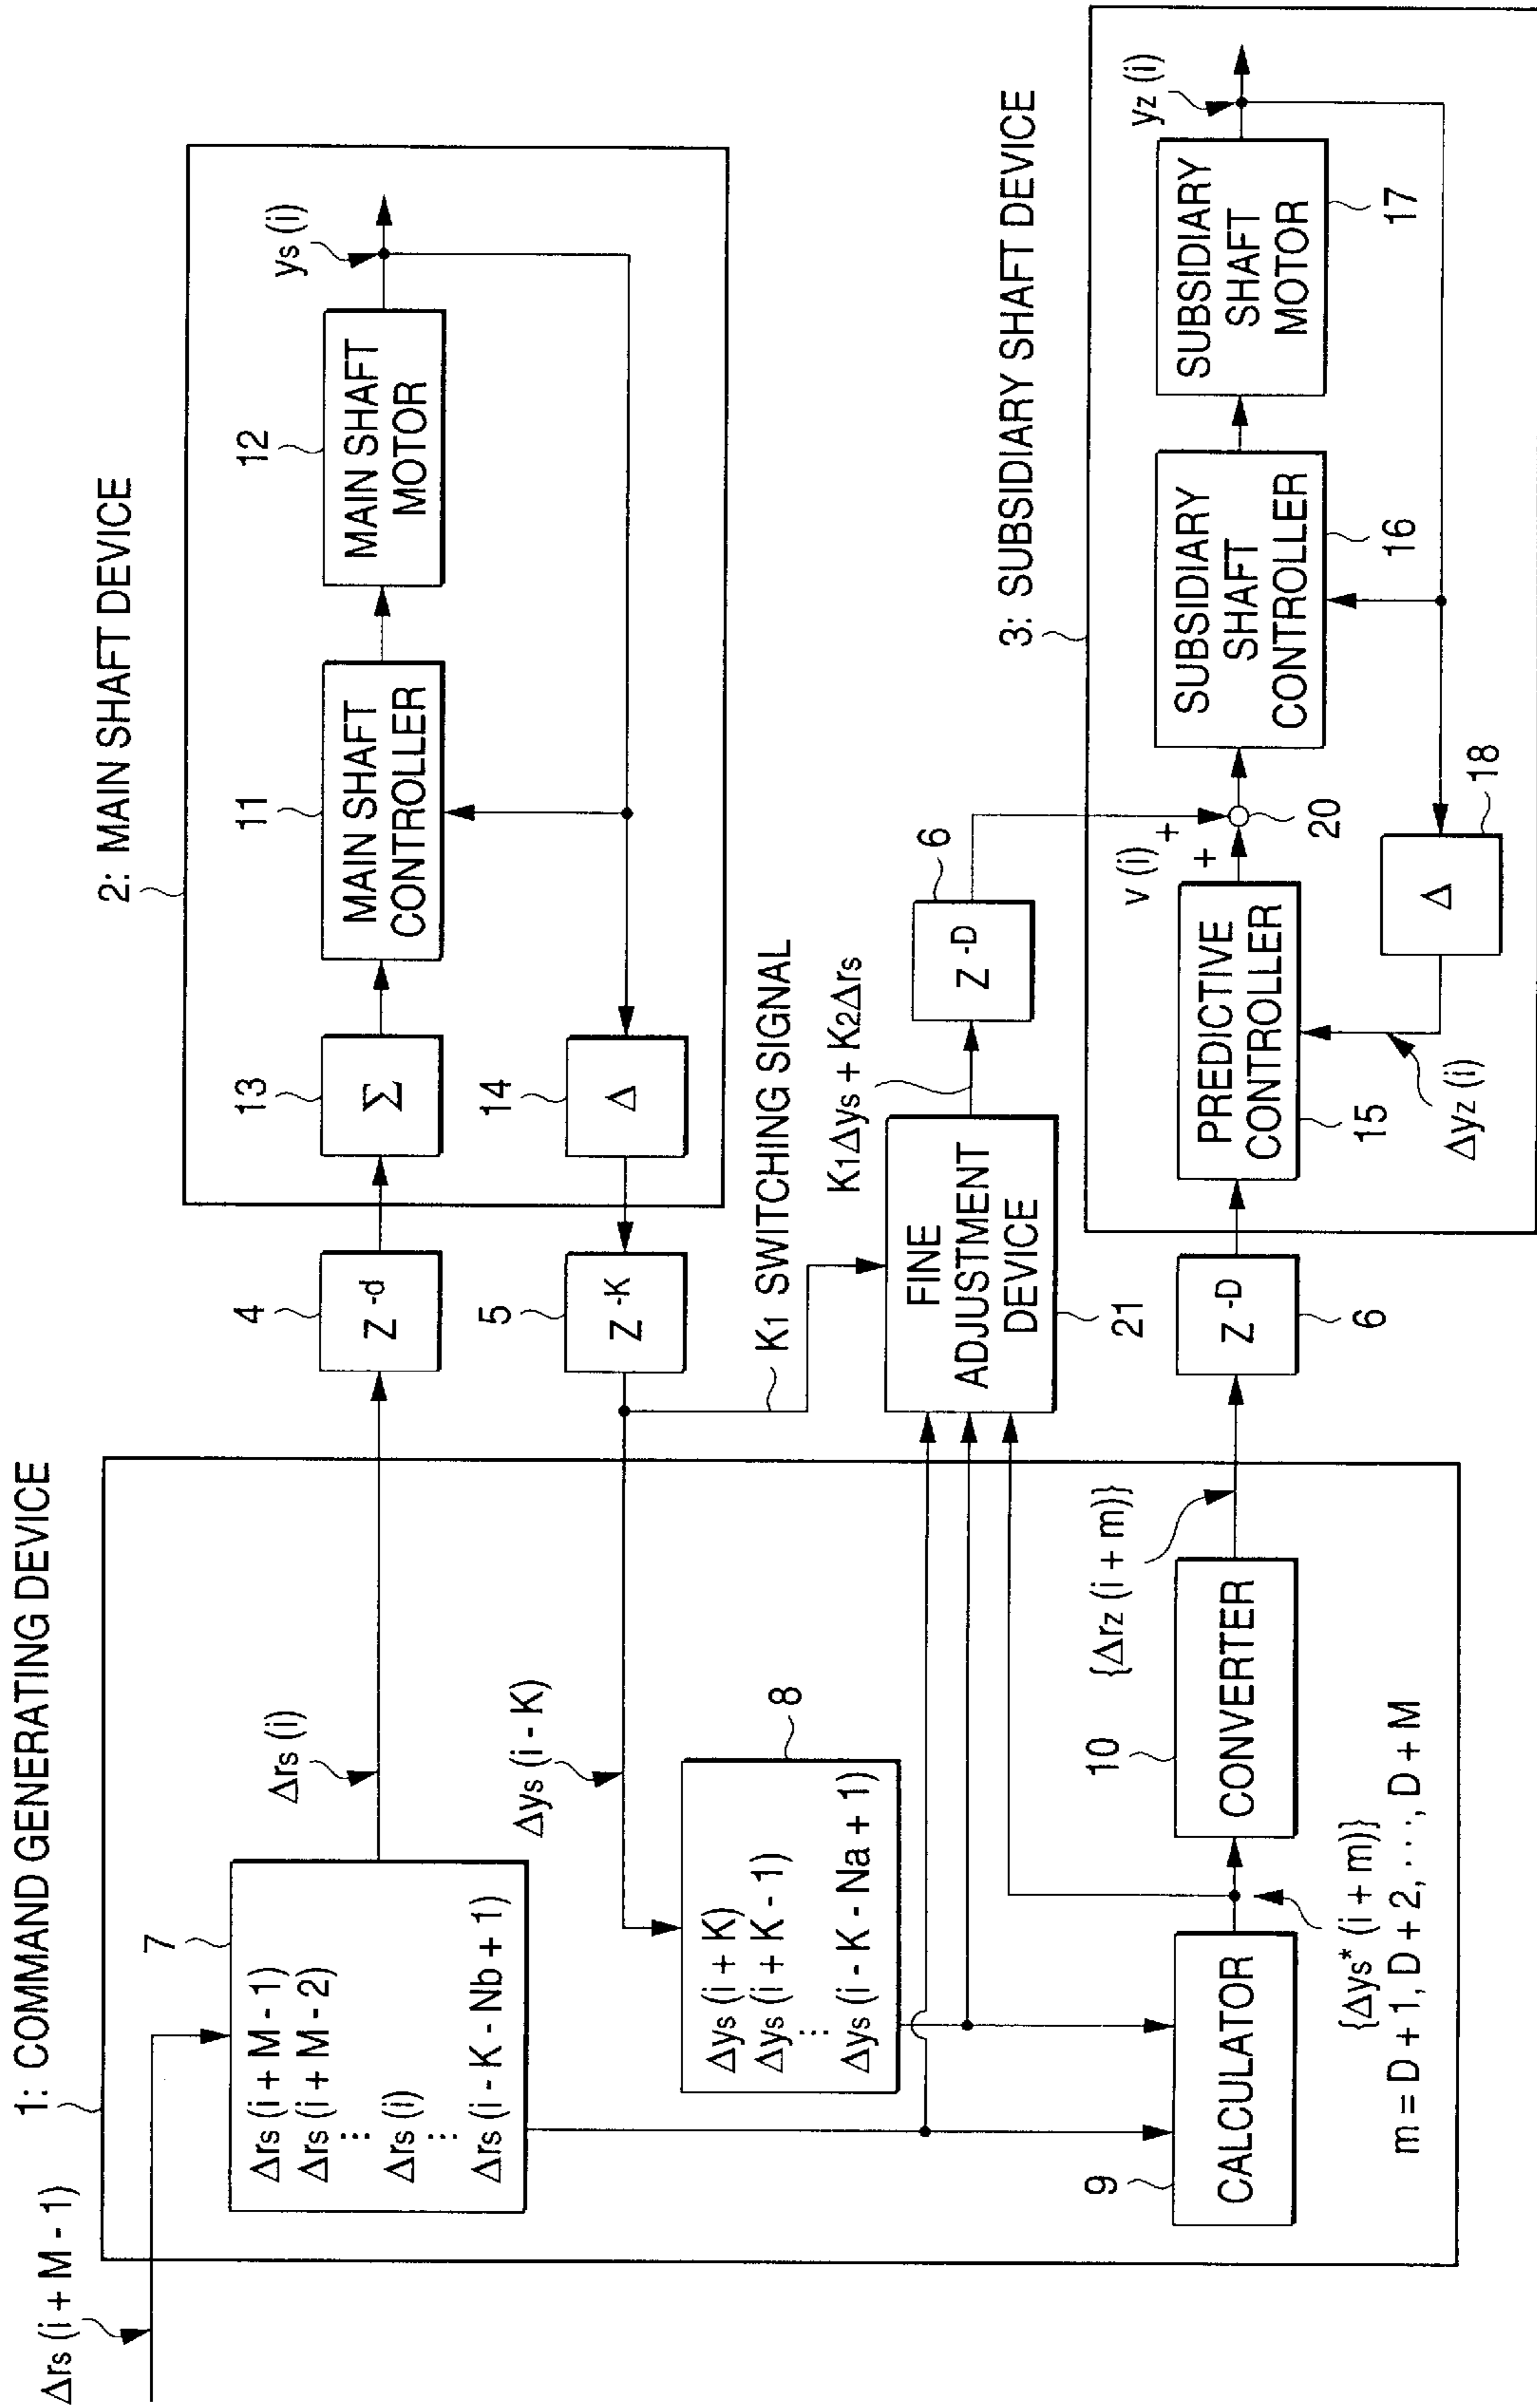 Δrs (i + M - 1)
1: COMMAND GENERATING DEVICE
7
Δrs (i + M - 1)
Δrs (i + M - 2)
⋮
Δrs (i)
⋮
Δrs (i - K - Nb + 1)
Δrs (i)
Δys (i - K)
8
Δys (i + K)
Δys (i + K - 1)
⋮
Δys (i - K - Na + 1)
9
CALCULATOR
{Δys* (i + m)}
m = D + 1, D + 2, ⋯, D + M
10
CONVERTER
{Δrz (i + m)}
4
Z -d
5
Z -K
2: MAIN SHAFT DEVICE
13
Σ
11
MAIN SHAFT
CONTROLLER
12
MAIN SHAFT
MOTOR
ys (i)
14
Δ
K1 SWITCHING SIGNAL
FINE
ADJUSTMENT
DEVICE
21
K1Δys + K2Δrs
6
Z -D
6
Z -D
3: SUBSIDIARY SHAFT DEVICE
PREDICTIVE
CONTROLLER
15
v (i)
+
+
20
SUBSIDIARY
SHAFT
CONTROLLER
16
SUBSIDIARY
SHAFT
MOTOR
17
yz (i)
18
Δ
Δyz (i)